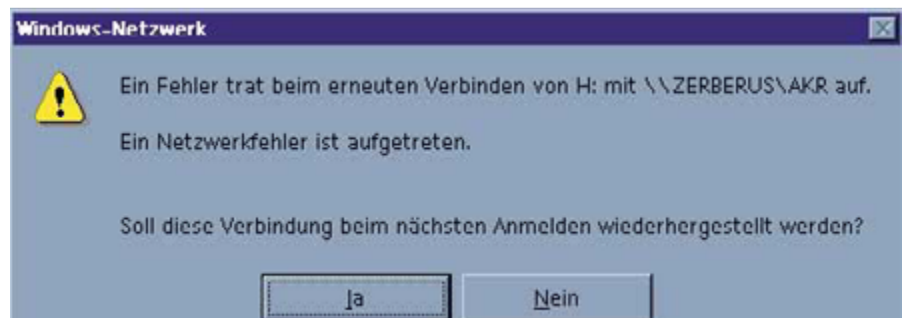 Windows-Netzwerk
Ein Fehler trat beim erneuten Verbinden von H: mit \\ZERBERUS\AKR auf.
Ein Netzwerkfehler ist aufgetreten.
Soll diese Verbindung beim nächsten Anmelden wiederhergestellt werden?
Ja
Nein